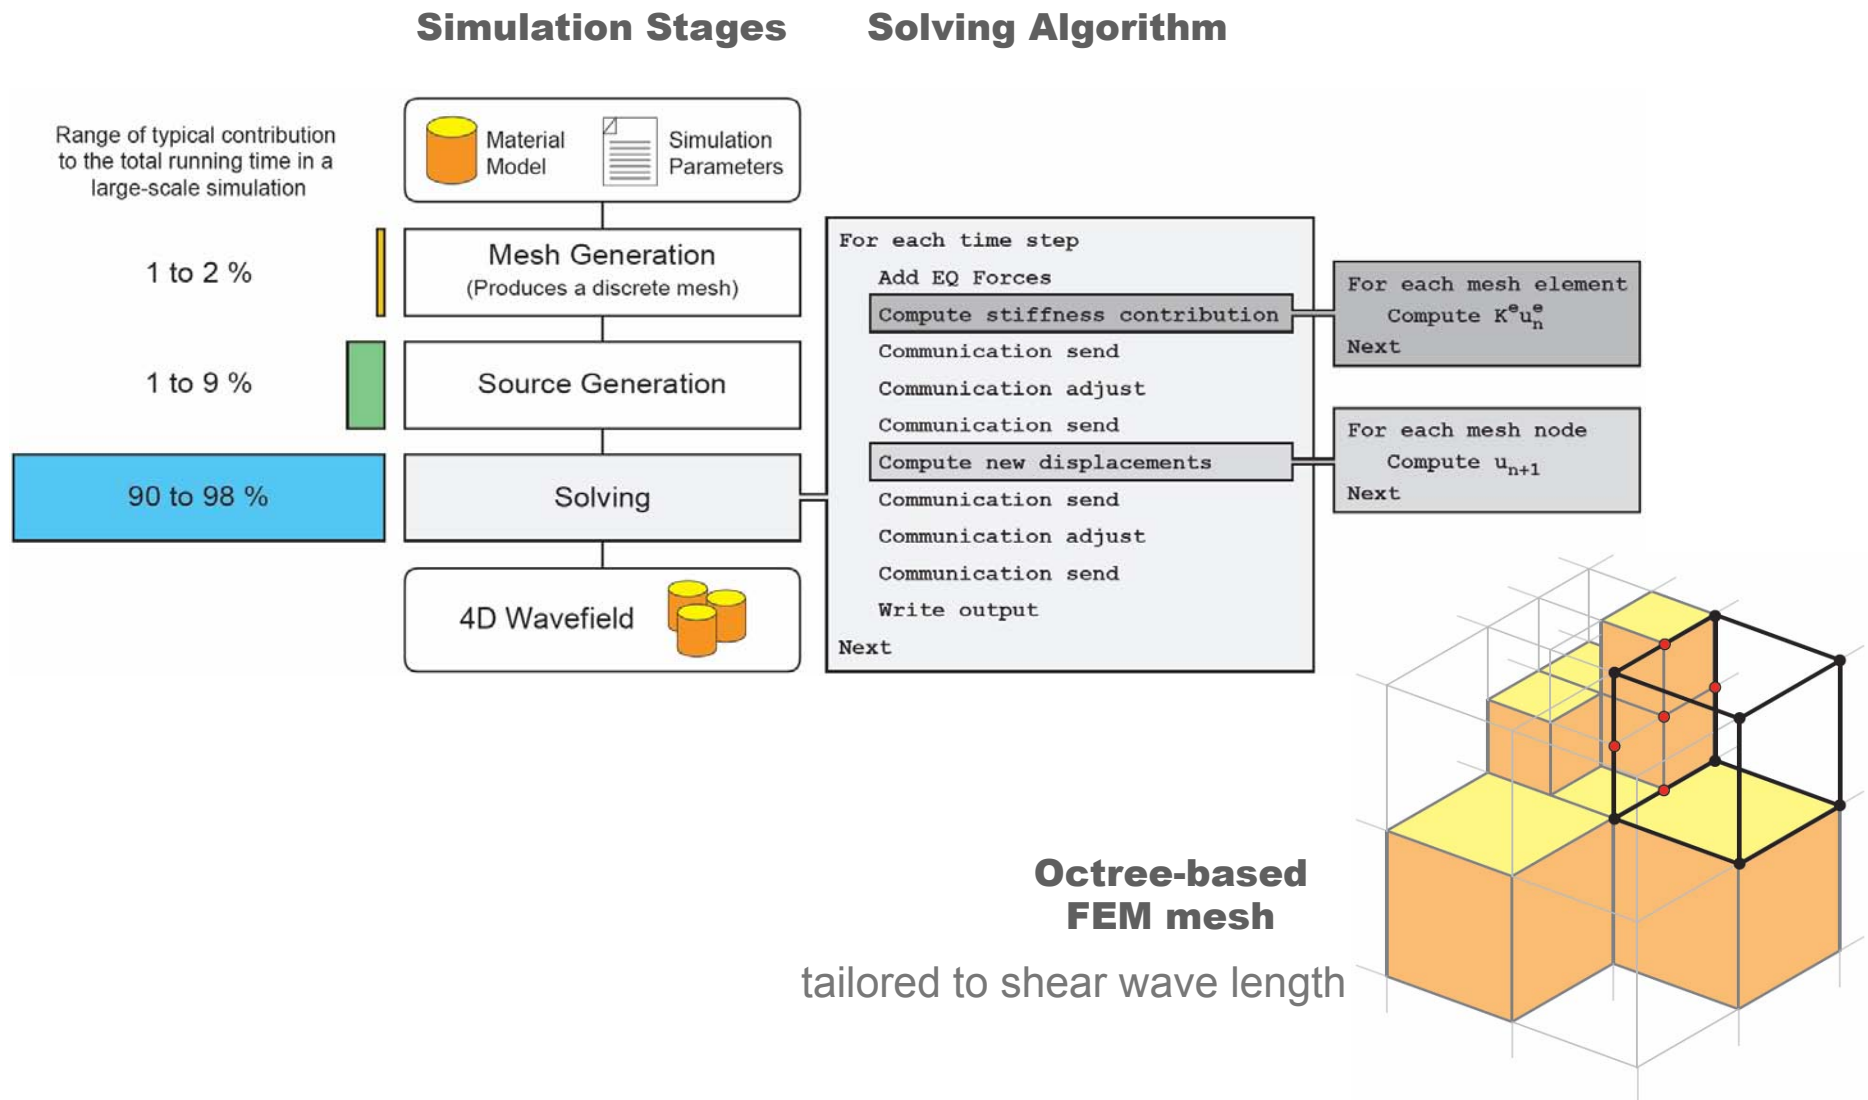 Simulation Stages
Solving Algorithm
Range of typical contribution
to the total running time in a
large-scale simulation
1 to 2 %
1 to 9 %
90 to 98 %
Material
Model
Simulation
Parameters
Mesh Generation
(Produces a discrete mesh)
Source Generation
Solving
4D Wavefield
For each time step
Add EQ Forces
Compute stiffness contribution
Communication send
Communication adjust
Communication send
Compute new displacements
Communication send
Communication adjust
Communication send
Write output
Next
For each mesh element
Compute Kᵉuₙᵉ
Next
For each mesh node
Compute uₙ₊₁
Next
Octree-based
FEM mesh
tailored to shear wave length